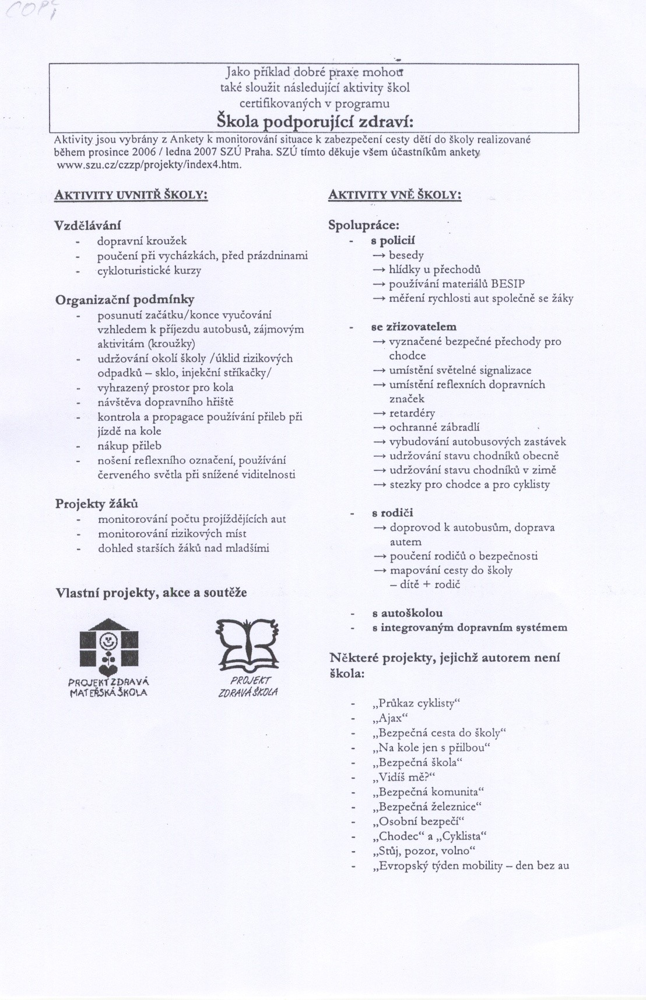 COPY
Jako příklad dobré praxe mohou
také sloužit následující aktivity škol
certifikovaných v programu
Škola podporující zdraví:
Aktivity jsou vybrány z Ankety k monitorování situace k zabezpečení cesty dětí do školy realizované
během prosince 2006 / ledna 2007 SZÚ Praha. SZÚ tímto děkuje všem účastníkům ankety
www.szu.cz/czzp/projekty/index4.htm.
AKTIVITY UVNITŘ ŠKOLY:
Vzdělávání
- dopravní kroužek
- poučení při vycházkách, před prázdninami
- cykloturistické kurzy
Organizační podmínky
- posunutí začátku/konce vyučování
vzhledem k příjezdu autobusů, zájmovým
aktivitám (kroužky)
- udržování okolí školy /úklid rizikových
odpadků – sklo, injekční stříkačky/
- vyhrazený prostor pro kola
- návštěva dopravního hřiště
- kontrola a propagace používání přileb při
jízdě na kole
- nákup přileb
- nošení reflexního označení, používání
červeného světla při snížené viditelnosti
Projekty žáků
- monitorování počtu projíždějících aut
- monitorování rizikových míst
- dohled starších žáků nad mladšími
Vlastní projekty, akce a soutěže
PROJEKT ZDRAVÁ
MATEŘSKÁ ŠKOLA
PROJEKT
ZDRAVÁ ŠKOLA
AKTIVITY VNĚ ŠKOLY:
Spolupráce:
- s policií
→ besedy
→ hlídky u přechodů
→ používání materiálů BESIP
→ měření rychlosti aut společně se žáky
- se zřizovatelem
→ vyznačené bezpečné přechody pro
chodce
→ umístění světelné signalizace
→ umístění reflexních dopravních
značek
→ retardéry
→ ochranné zábradlí
→ vybudování autobusových zastávek
→ udržování stavu chodníků obecně
→ udržování stavu chodníků v zimě
→ stezky pro chodce a pro cyklisty
- s rodiči
→ doprovod k autobusům, doprava
autem
→ poučení rodičů o bezpečnosti
→ mapování cesty do školy
– dítě + rodič
- s autoškolou
- s integrovaným dopravním systémem
Některé projekty, jejichž autorem není
škola:
- „Průkaz cyklisty“
- „Ajax“
- „Bezpečná cesta do školy“
- „Na kole jen s přilbou“
- „Bezpečná škola“
- „Vidíš mě?“
- „Bezpečná komunita“
- „Bezpečná železnice“
- „Osobní bezpečí“
- „Chodec“ a „Cyklista“
- „Stůj, pozor, volno“
- „Evropský týden mobility – den bez au